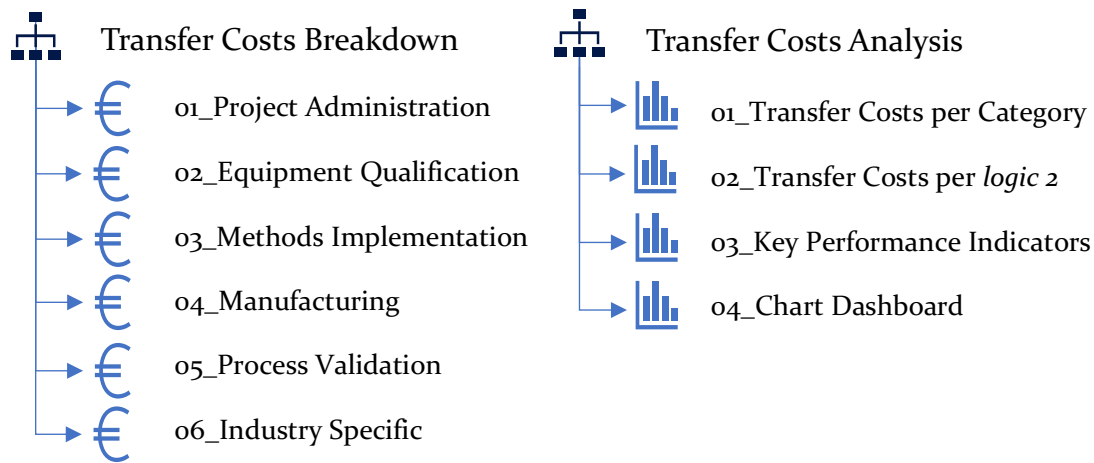 Transfer Costs Breakdown
01_Project Administration
02_Equipment Qualification
03_Methods Implementation
04_Manufacturing
05_Process Validation
06_Industry Specific
Transfer Costs Analysis
01_Transfer Costs per Category
02_Transfer Costs per logic 2
03_Key Performance Indicators
04_Chart Dashboard